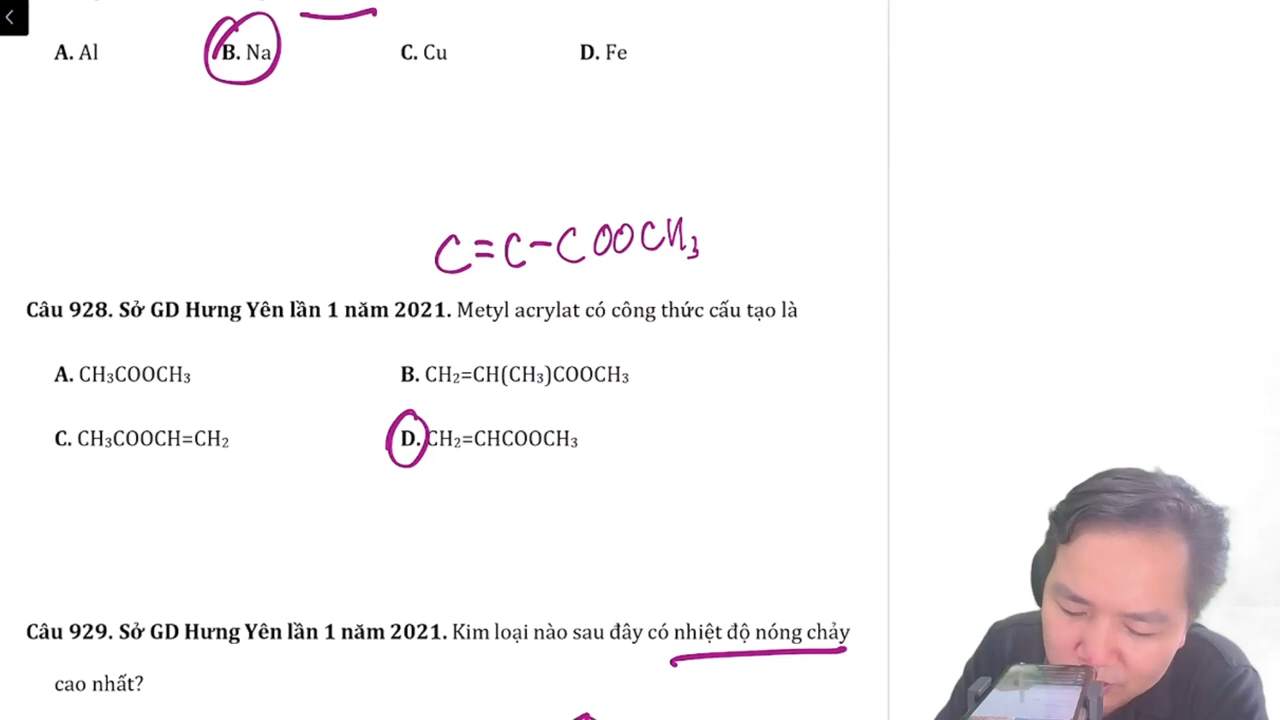 A. Al B. Na C. Cu D. Fe
C=C-COOCH₃
Câu 928. Sở GD Hưng Yên lần 1 năm 2021. Metyl acrylat có công thức cấu tạo là
A. CH₃COOCH₃ B. CH₂=CH(CH₃)COOCH₃
C. CH₃COOCH=CH₂ D. CH₂=CHCOOCH₃
Câu 929. Sở GD Hưng Yên lần 1 năm 2021. Kim loại nào sau đây có nhiệt độ nóng chảy
cao nhất?